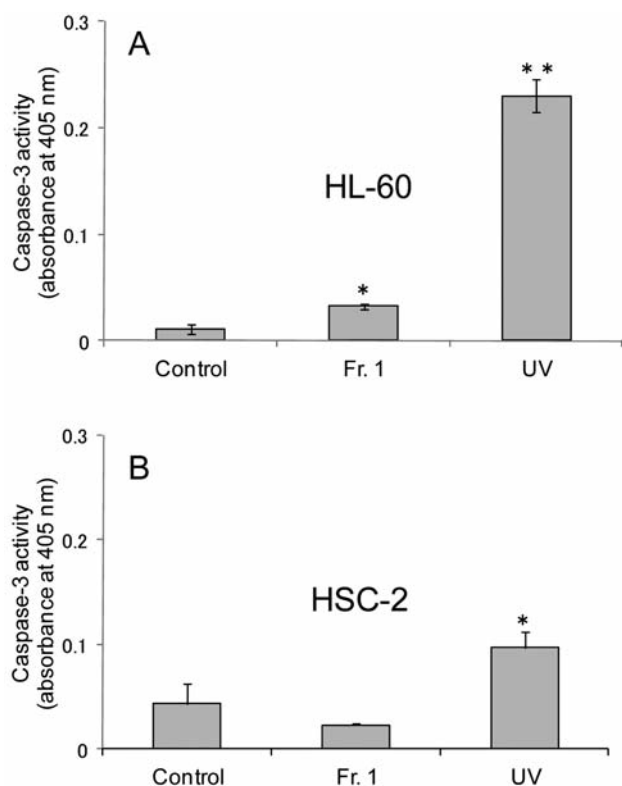 A
Caspase-3 activity
(absorbance at 405 nm)
0.3
0.2
0.1
0
HL-60
*
* *
Control
Fr. 1
UV
B
Caspase-3 activity
(absorbance at 405 nm)
0.3
0.2
0.1
0
HSC-2
*
Control
Fr. 1
UV